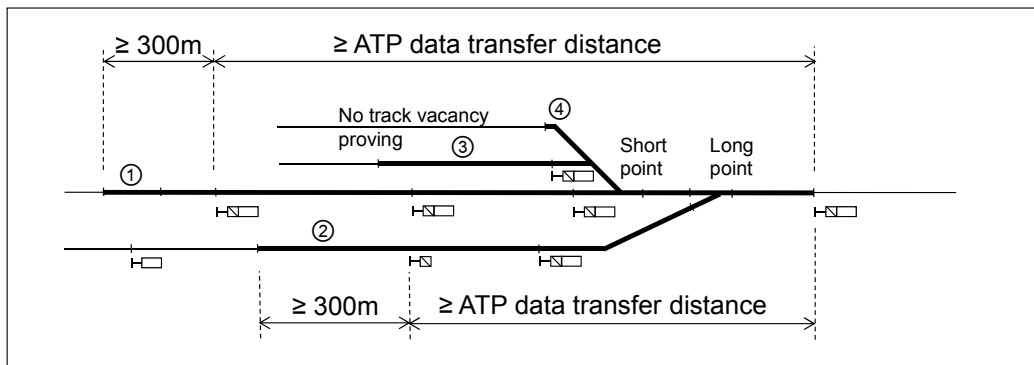 ≥ 300m
≥ ATP data transfer distance
④
No track vacancy
proving
③
Short
point
Long
point
①
②
≥ 300m
≥ ATP data transfer distance